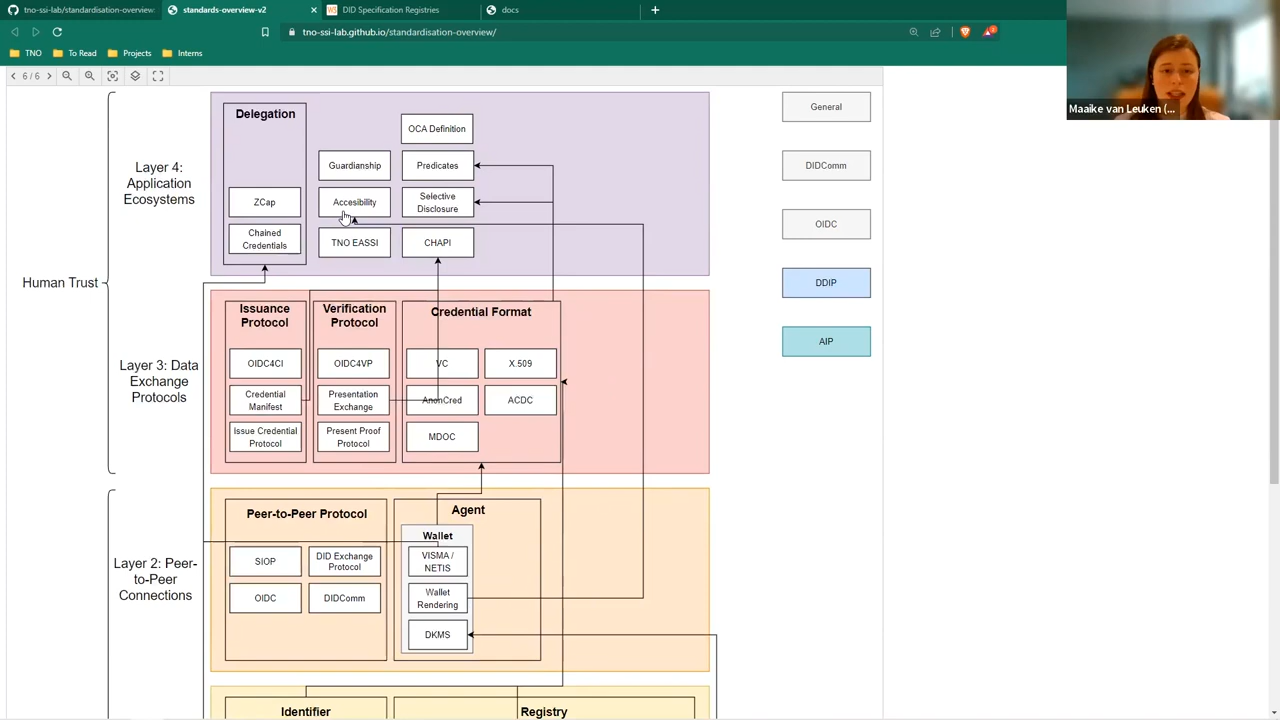 tno-ssi-lab/standardisation-overview:
standards-overview-v2
DID Specification Registries
docs
tno-ssi-lab.github.io/standardisation-overview/
TNO
To Read
Projects
Interns
6 / 6
Maaike van Leuken (...
Delegation
ZCap
Chained
Credentials
Guardianship
Accesibility
TNO EASSI
OCA Definition
Predicates
Selective
Disclosure
CHAPI
Layer 4:
Application
Ecosystems
Human Trust
Layer 3: Data
Exchange
Protocols
Issuance
Protocol
OIDC4CI
Credential
Manifest
Issue Credential
Protocol
Verification
Protocol
OIDC4VP
Presentation
Exchange
Present Proof
Protocol
Credential Format
VC
X.509
AnonCred
ACDC
MDOC
Layer 2: Peer-
to-Peer
Connections
Peer-to-Peer Protocol
SIOP
DID Exchange
Protocol
OIDC
DIDComm
Agent
Wallet
VISMA /
NETIS
Wallet
Rendering
DKMS
Identifier
Registry
General
DIDComm
OIDC
DDIP
AIP